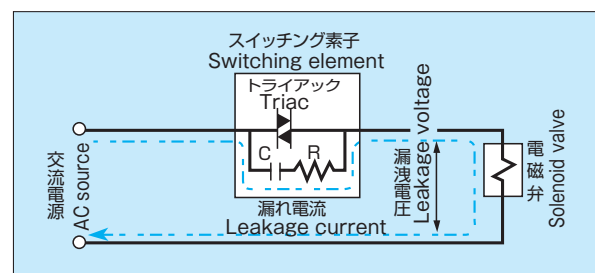 スイッチング素子
Switching element
トライアック
Triac
C
R
漏れ電流
Leakage current
交流電源
AC source
漏洩電圧
Leakage voltage
電磁弁
Solenoid valve